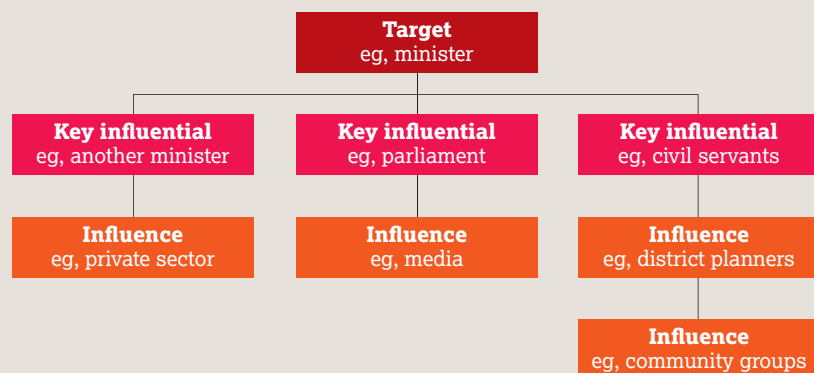 Target
eg, minister
Key influential
eg, another minister
Key influential
eg, parliament
Key influential
eg, civil servants
Influence
eg, private sector
Influence
eg, media
Influence
eg, district planners
Influence
eg, community groups